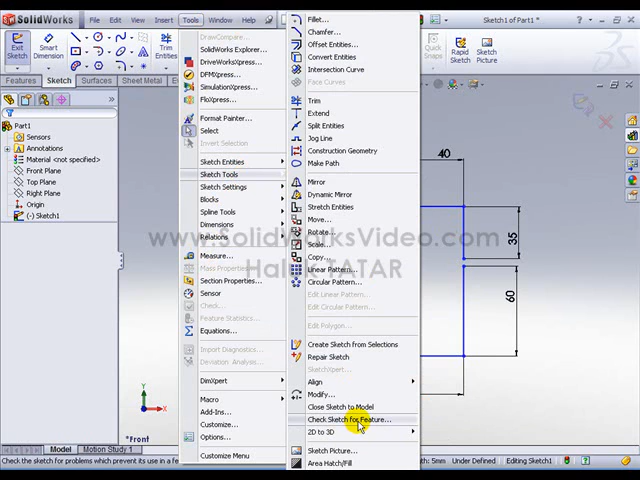 SolidWorks
File
Edit
View
Insert
Tools
Window
Sketch1 of Part1 *
Exit Sketch
Smart Dimension
Trim Entities
Quick Snaps
Rapid Sketch
Sketch Picture
Features
Sketch
Surfaces
Sheet Metal
Part1
Sensors
Annotations
Material <not specified>
Front Plane
Top Plane
Right Plane
Origin
(-) Sketch1
DrawCompare...
SolidWorks Explorer...
DriveWorksXpress...
DFMXpress...
SimulationXpress...
FloXpress...
Format Painter...
Select
Invert Selection
Sketch Entities
Sketch Tools
Sketch Settings
Blocks
Spline Tools
Dimensions
Relations
Measure...
Mass Properties...
Section Properties...
Sensor
Check...
Feature Statistics...
Equations...
Import Diagnostics...
Deviation Analysis...
DimXpert
Macro
Add-Ins...
Customize...
Options...
Customize Menu
Fillet...
Chamfer...
Offset Entities...
Convert Entities
Intersection Curve
Face Curves
Trim
Extend
Split Entities
Jog Line
Construction Geometry
Make Path
Mirror
Dynamic Mirror
Stretch Entities
Move...
Rotate...
Scale...
Copy...
Linear Pattern...
Circular Pattern...
Edit Linear Pattern...
Edit Circular Pattern...
Edit Polygon...
Create Sketch from Selections
Repair Sketch
SketchXpert...
Align
Modify...
Close Sketch to Model
Check Sketch for Feature...
2D to 3D
Sketch Picture...
Area Hatch/Fill
40
35
60
www.SolidWorksVideo.com
TATAR
Y
X
*Front
Model
Motion Study 1
Check the sketch for problems which prevent its use in a fe
5mm
Under Defined
Editing Sketch1